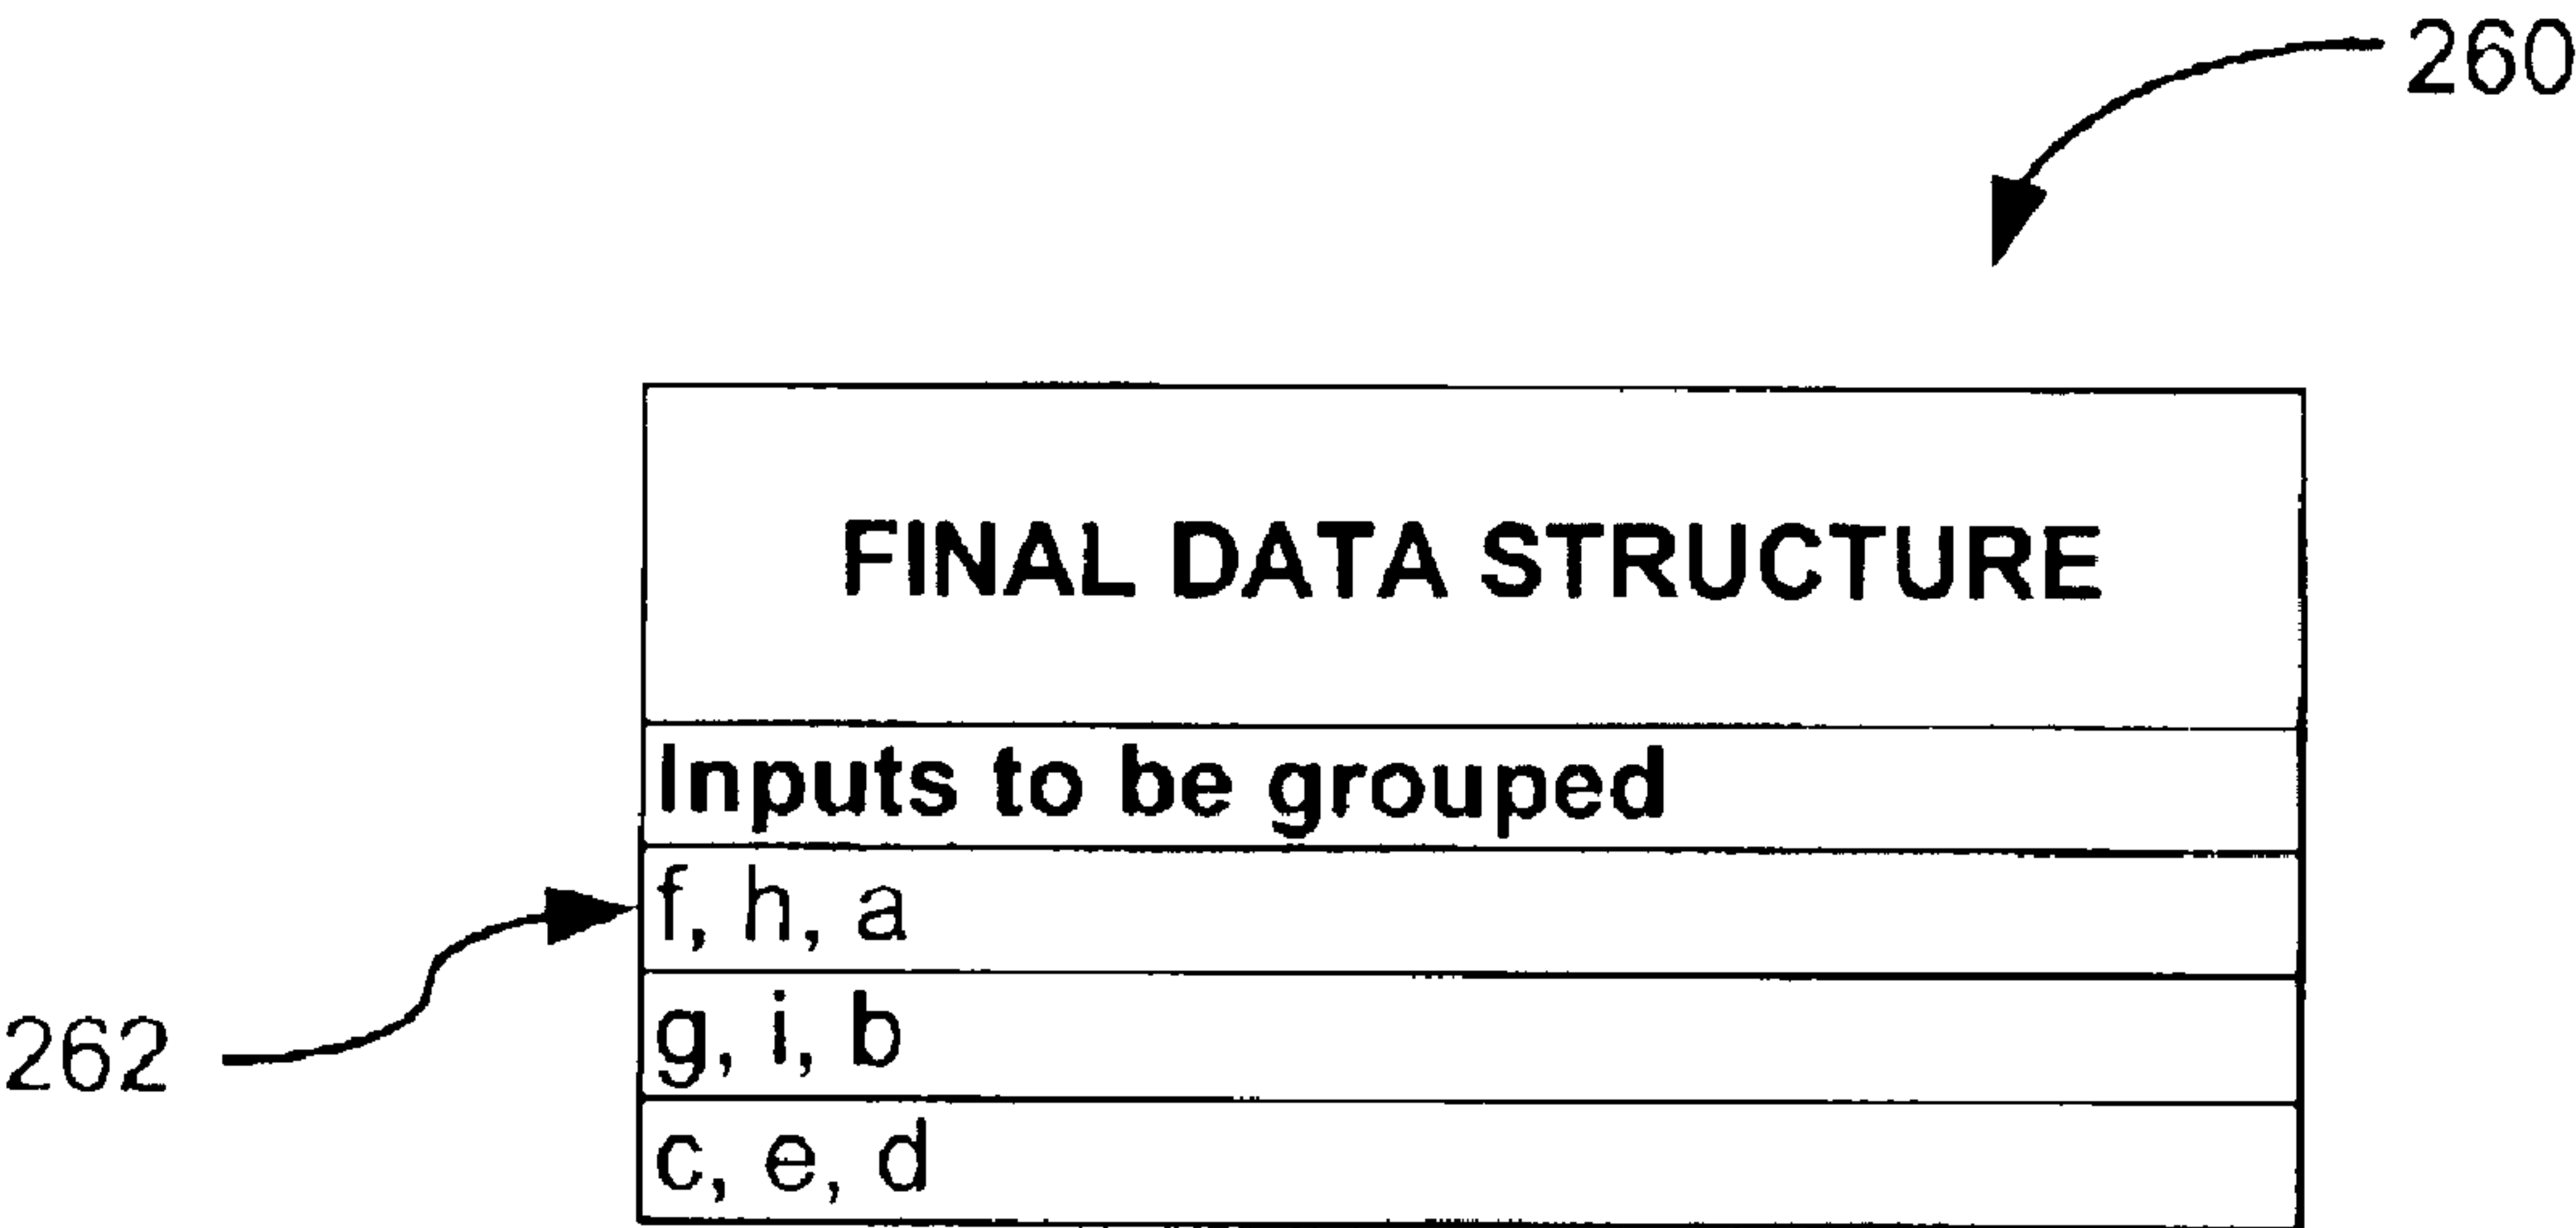 260
FINAL DATA STRUCTURE
Inputs to be grouped
f, h, a
g, i, b
262
c, e, d